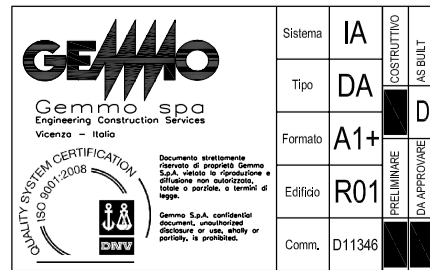 GEMMO
Gemmo spa
Engineering Construction Services
Vicenza - Italia
QUALITY SYSTEM CERTIFICATION
ISO 9001:2008
DNV
Documento strettamente
riservato di proprietà Gemmo
S.p.A. vietata la riproduzione e
diffusione non autorizzata,
totale o parziale, a termini di
legge.
Gemmo S.p.A. confidential
document, unauthorized
disclosure or use, wholly or
partially, is prohibited.
Sistema IA
Tipo DA
Formato A1+
Edificio R01
Comm. D11346
COSTRUTTIVO
AS BUILT
D
PRELIMINARE
DA APPROVARE